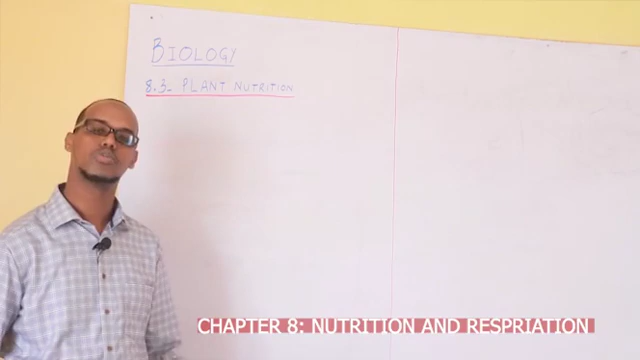 BIOLOGY
8.3- PLANT NUTRITION
CHAPTER 8: NUTRITION AND RESPRIATION